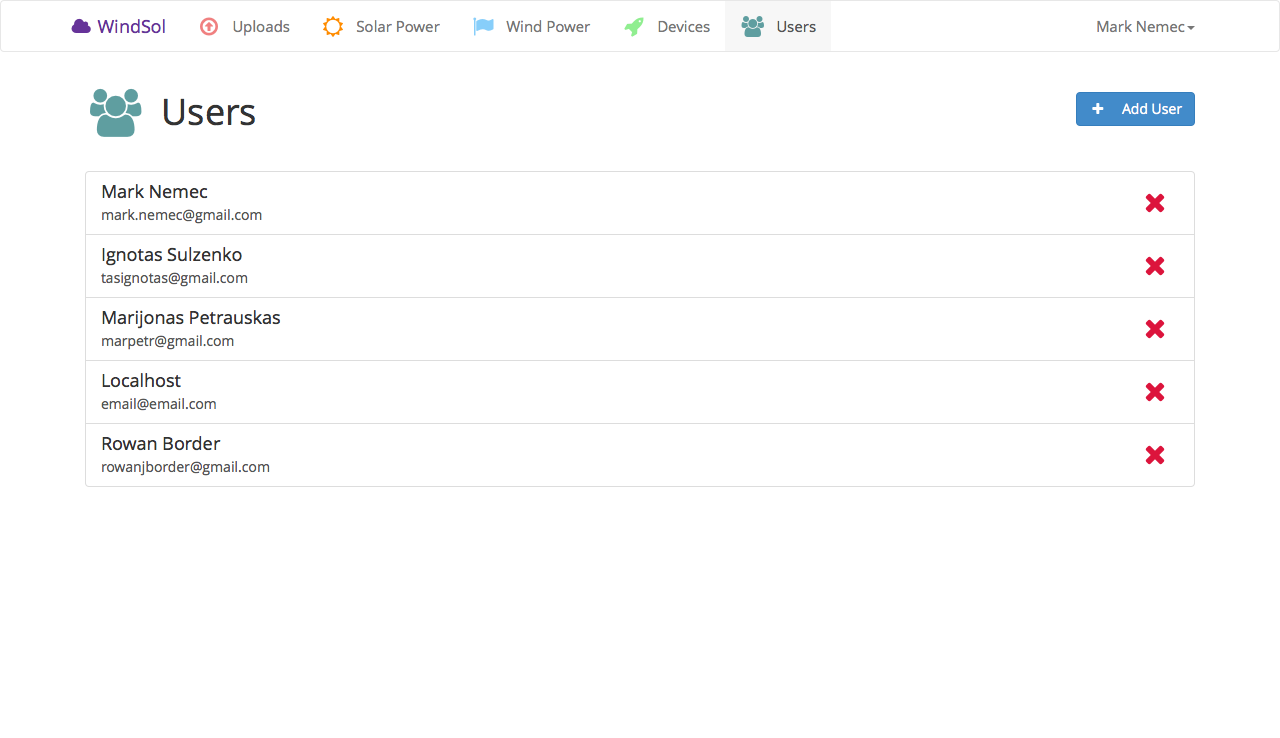 WindSol Uploads Solar Power Wind Power Devices Users Mark Nemec
Users
Add User
Mark Nemec
mark.nemec@gmail.com
Ignotas Sulzenko
tasignotas@gmail.com
Marijonas Petrauskas
marpetr@gmail.com
Localhost
email@email.com
Rowan Border
rowanjborder@gmail.com